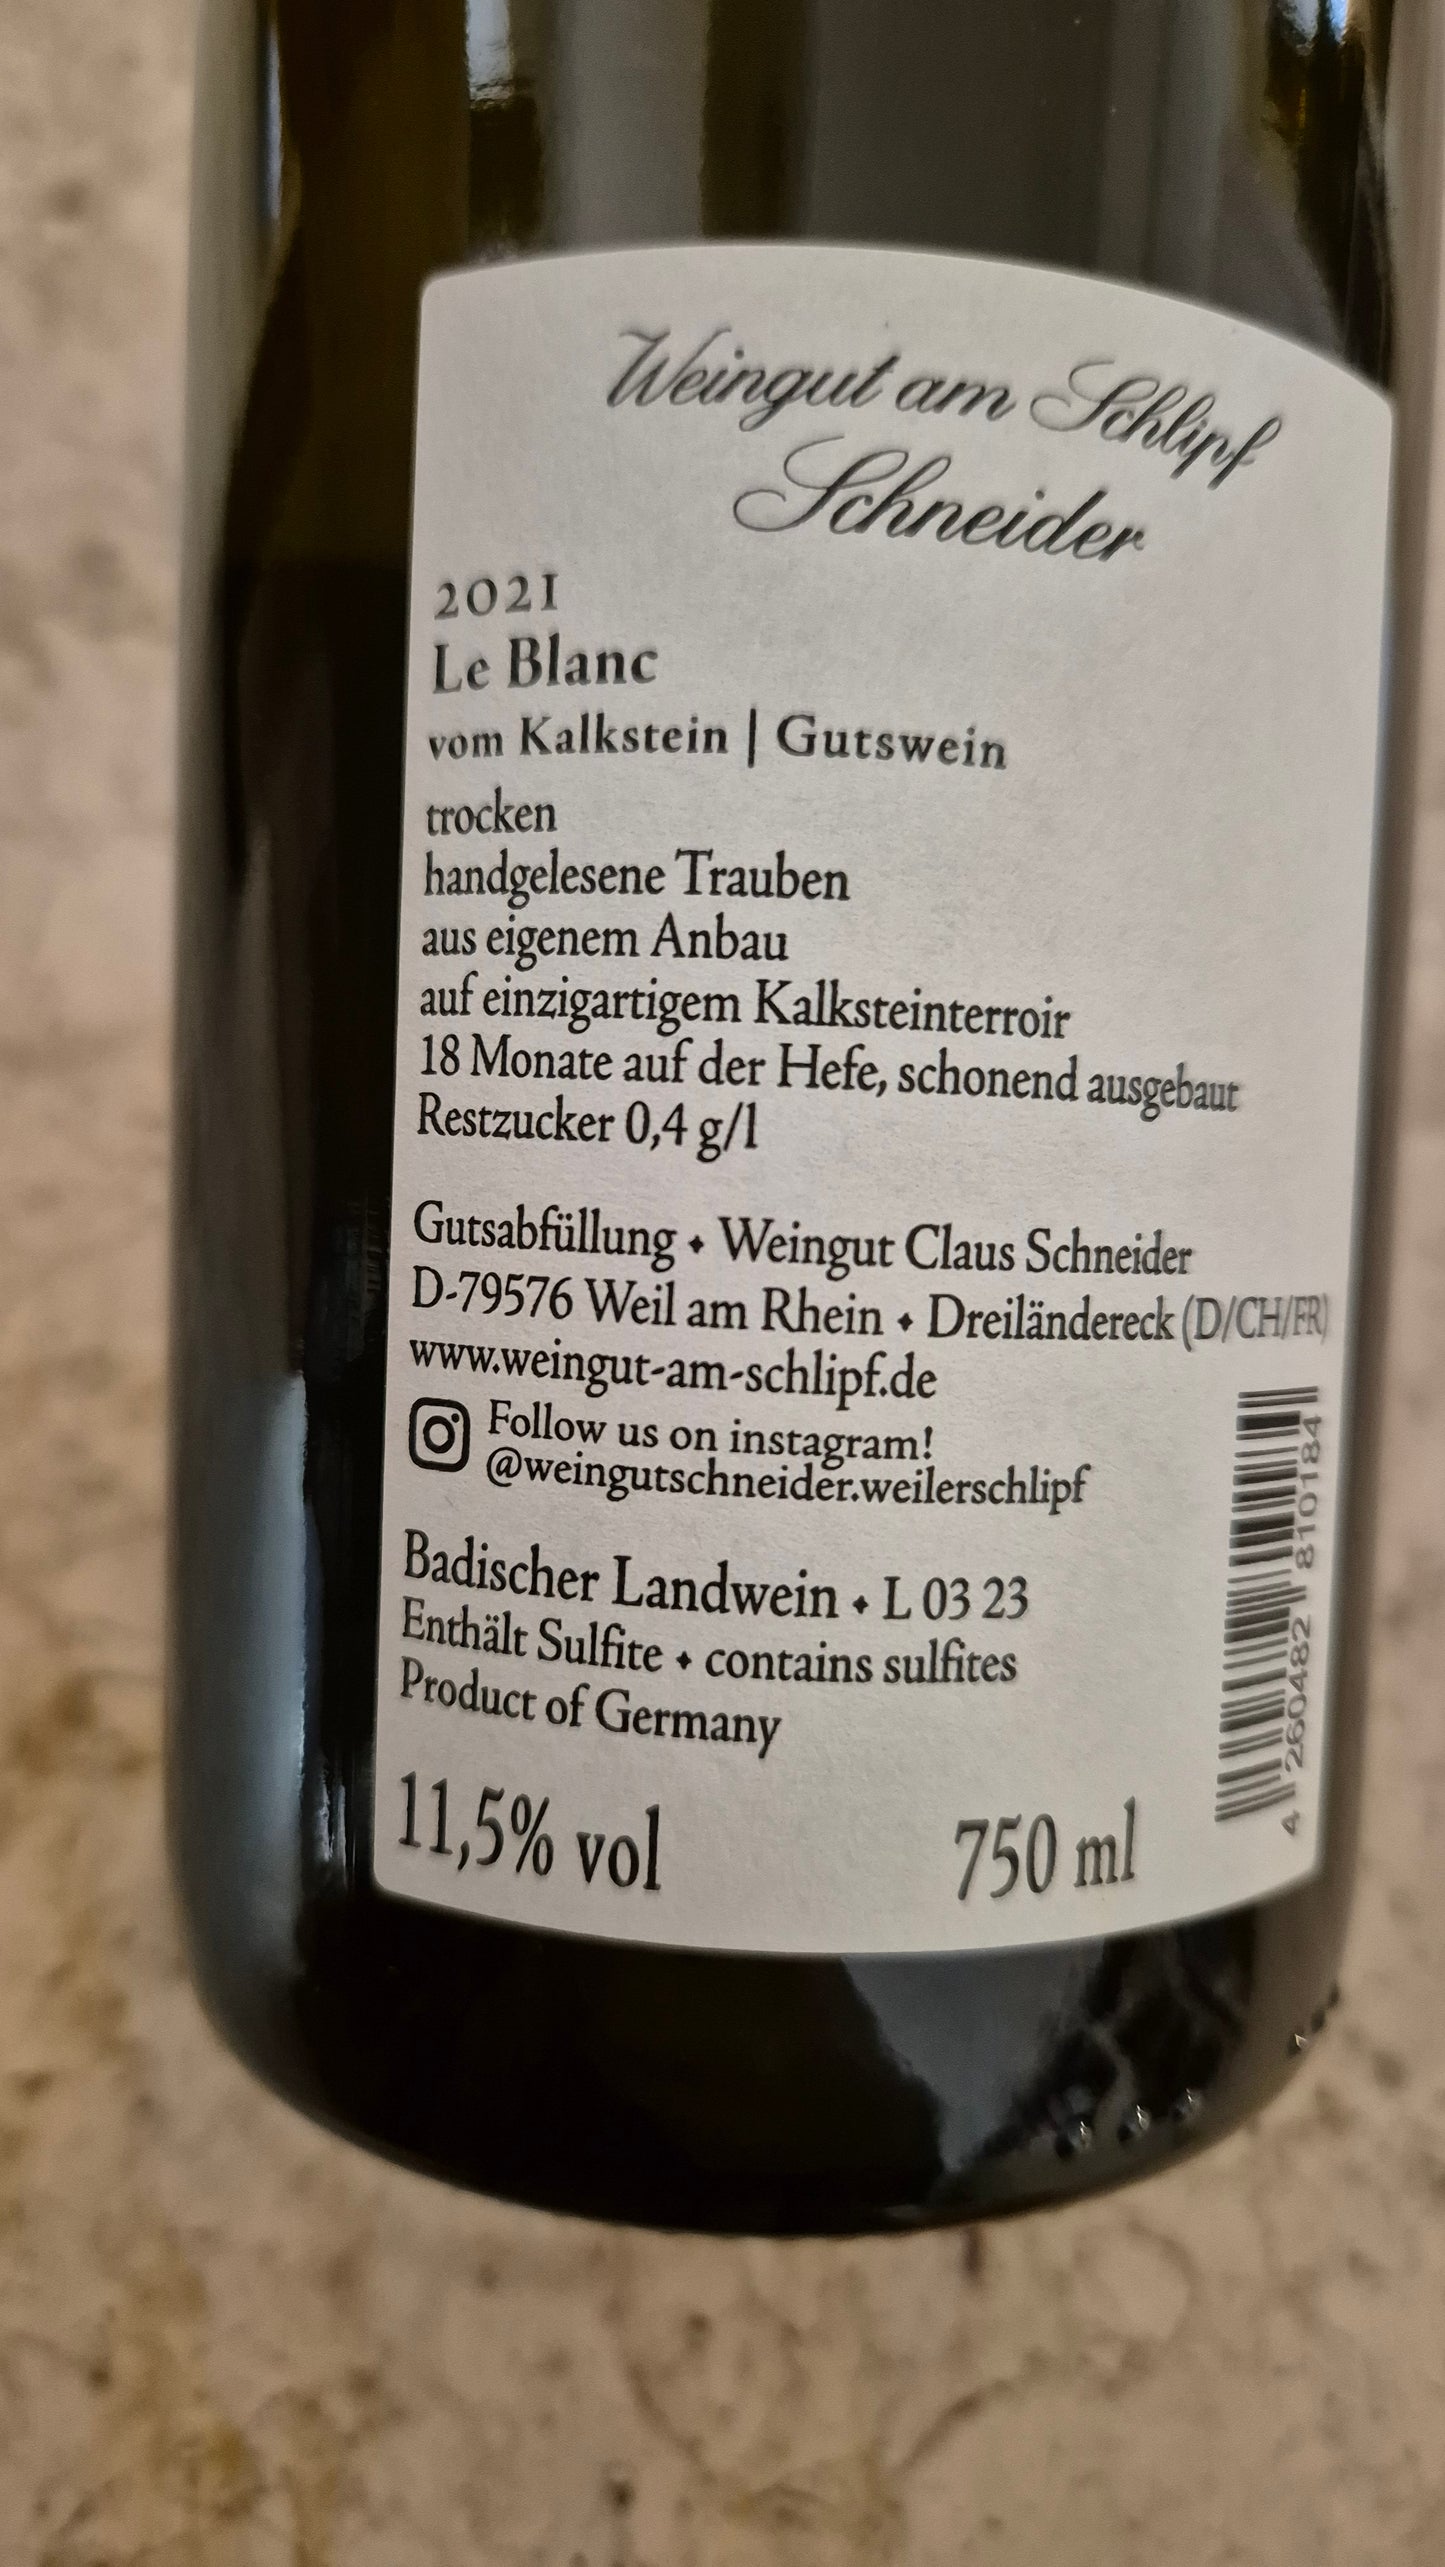 Weingut am Schlipf
Schneider
2021
Le Blanc
vom Kalkstein | Gutswein
trocken
handgelesene Trauben
aus eigenem Anbau
auf einzigartigem Kalksteinterroir
18 Monate auf der Hefe, schonend ausgebaut
Restzucker 0,4 g/l
Gutsabfüllung • Weingut Claus Schneider
D-79576 Weil am Rhein • Dreiländereck (D/CH/FR)
www.weingut-am-schlipf.de
Follow us on instagram!
@weingutschneider.weilerschlipf
Badischer Landwein • L 03 23
Enthält Sulfite • contains sulfites
Product of Germany
11,5% vol 750 ml
4 260482 810184